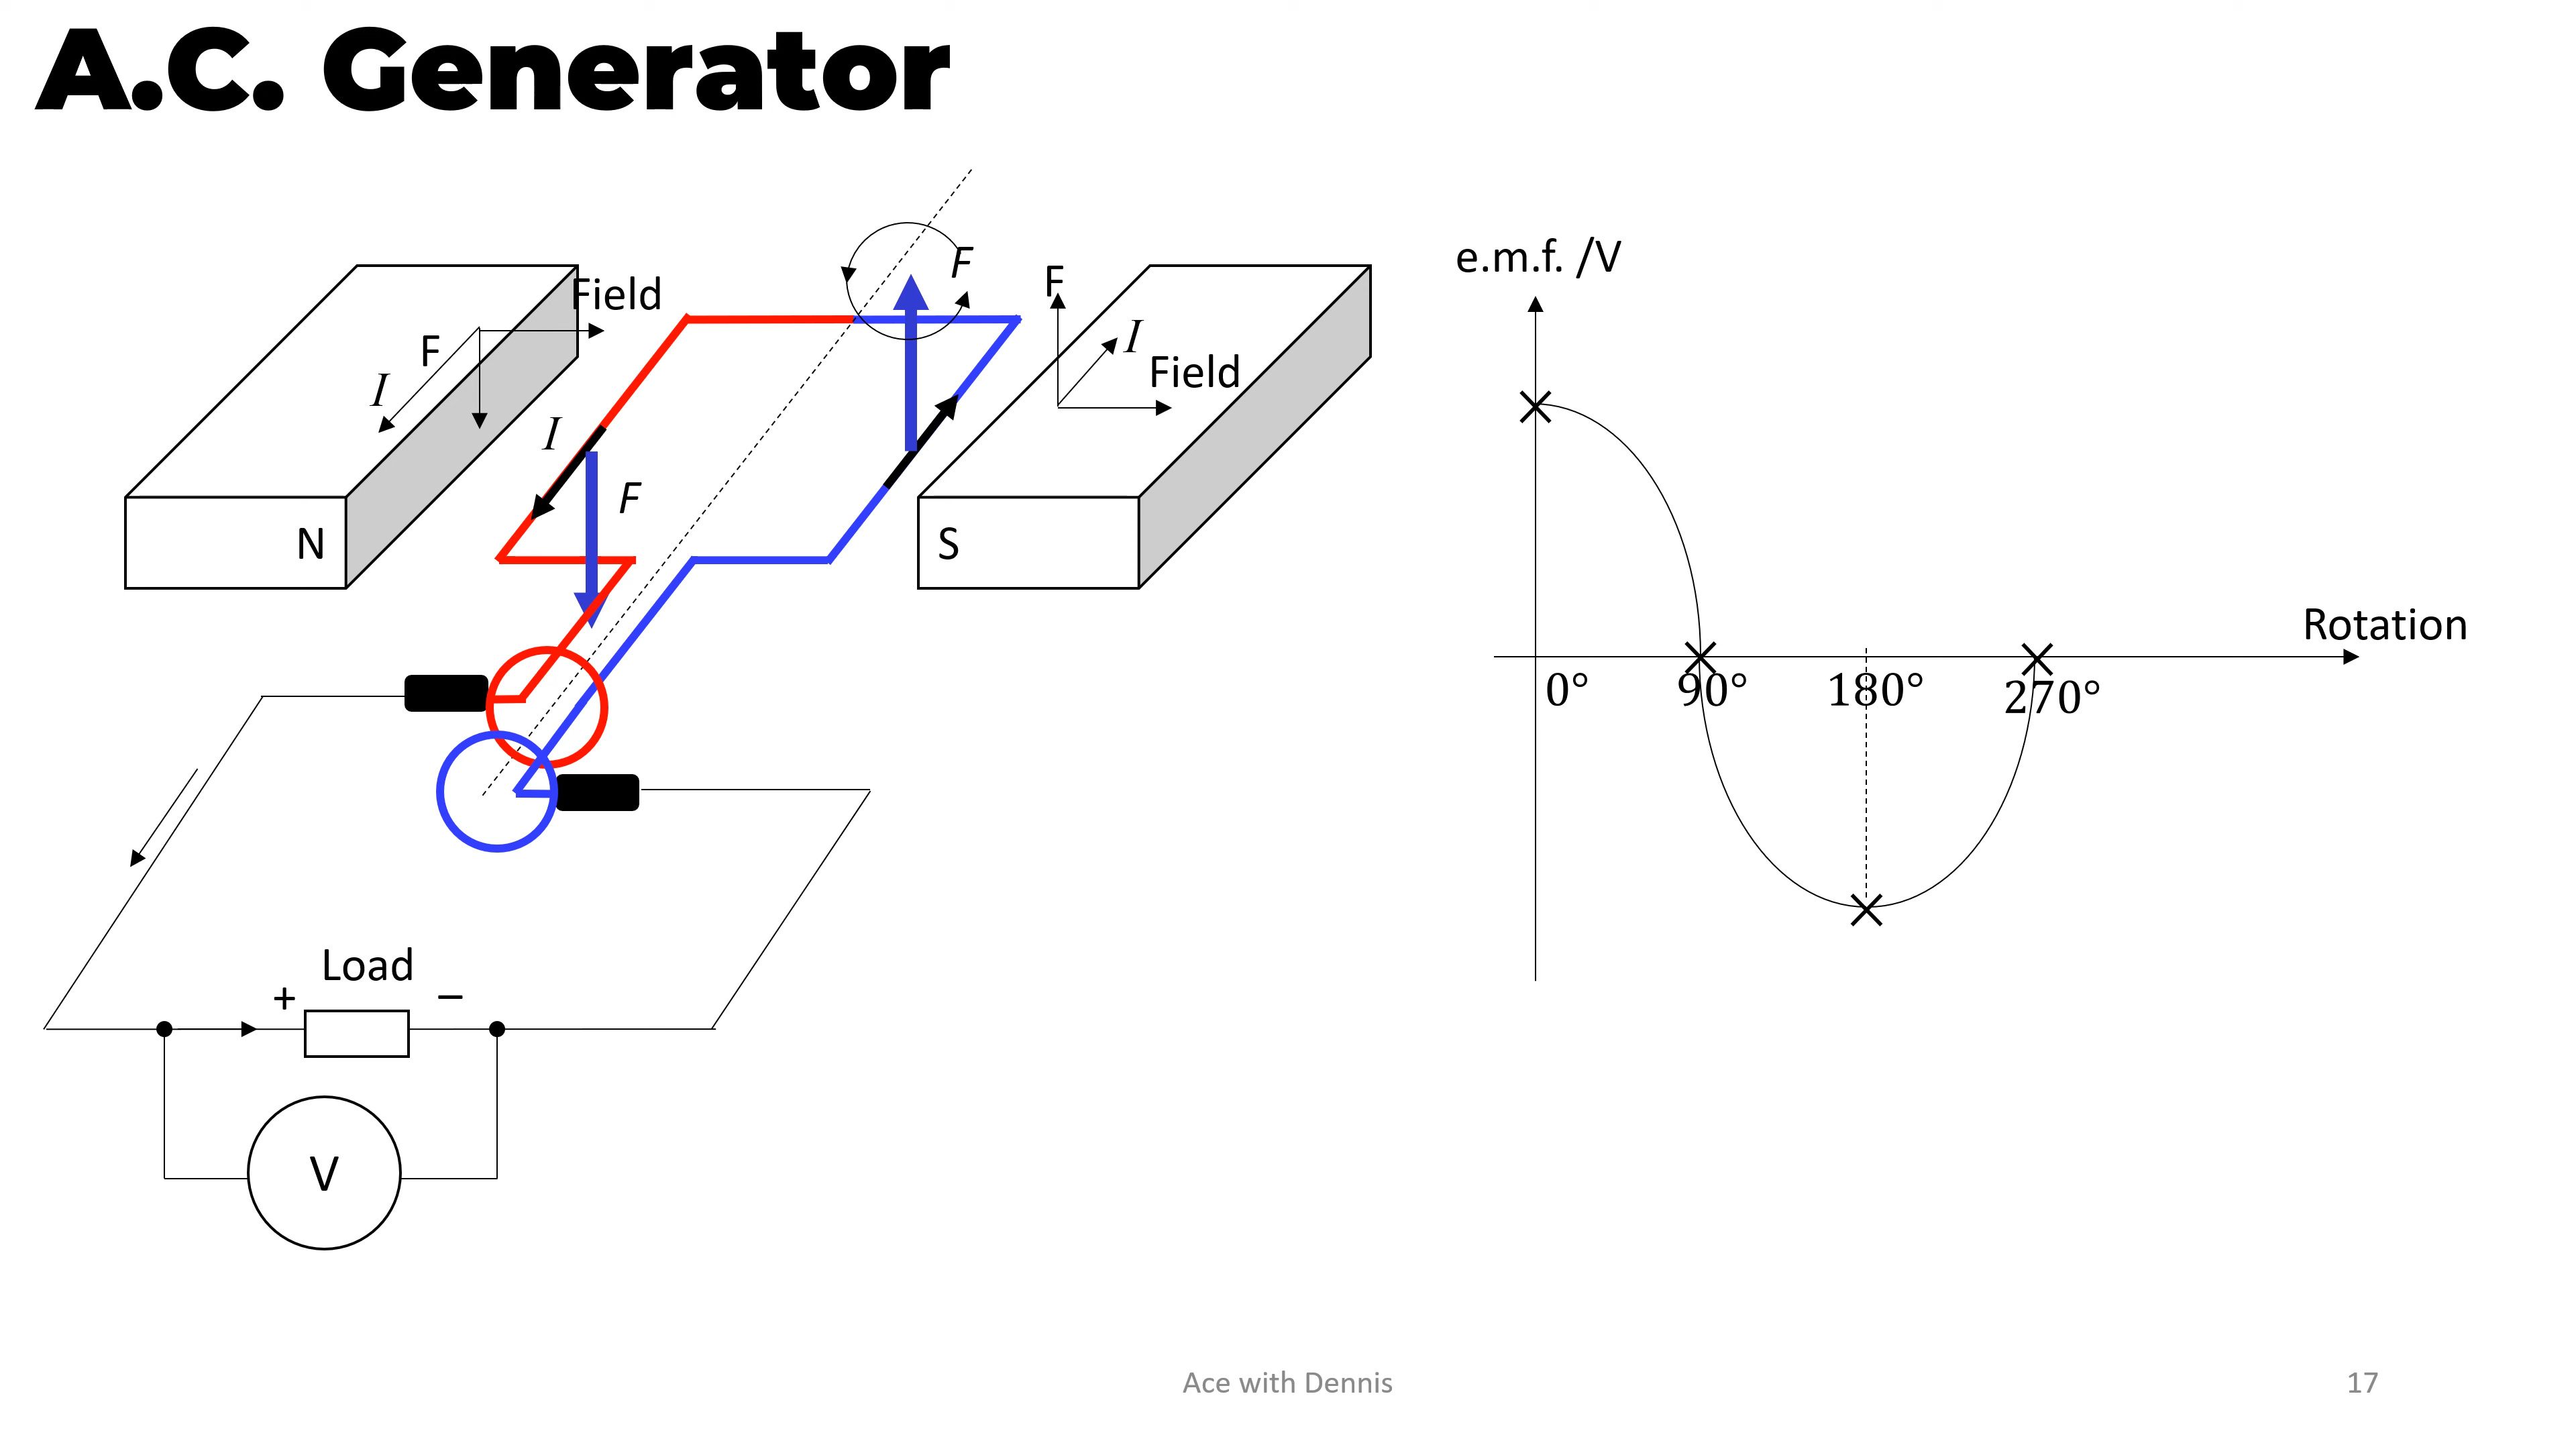 A.C. Generator
Field
F
I
N
I
F
F
F
I
Field
S
Load
+
−
V
e.m.f. /V
Rotation
0°
90°
180°
270°
Ace with Dennis
17